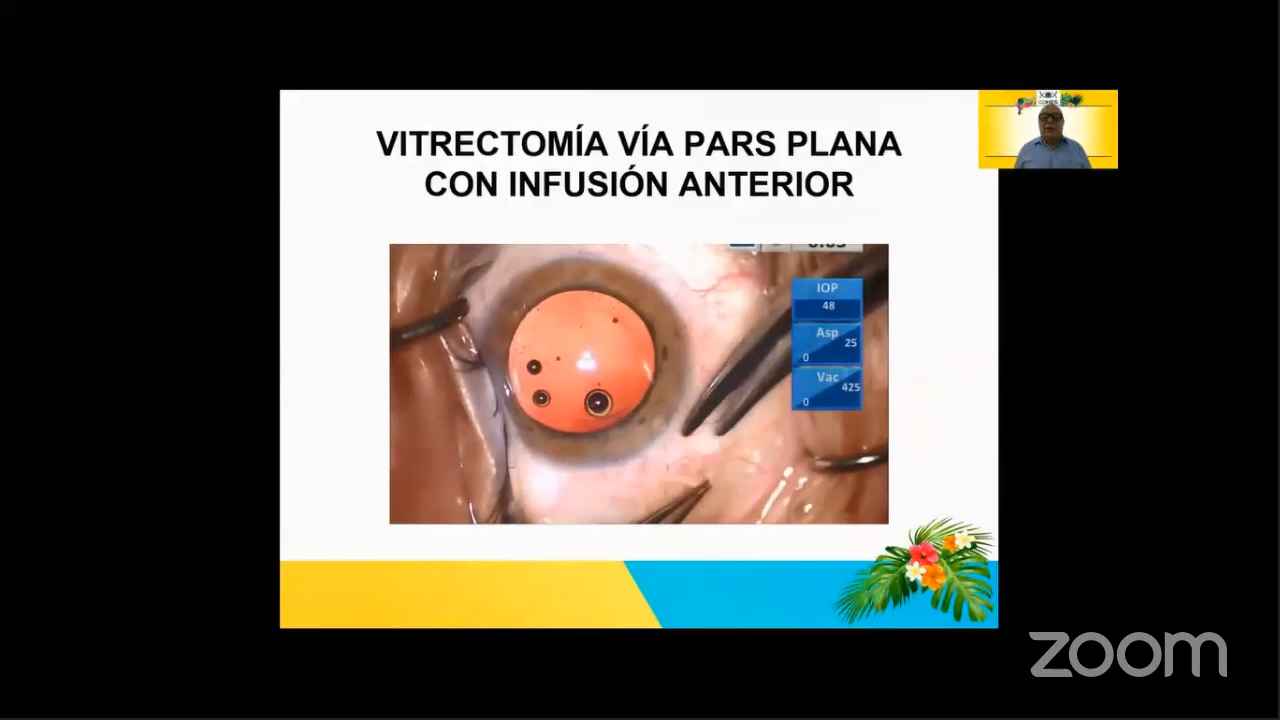 VITRECTOMÍA VÍA PARS PLANA
CON INFUSIÓN ANTERIOR
IOP
48
Asp
25
0
Vac
425
0
zoom